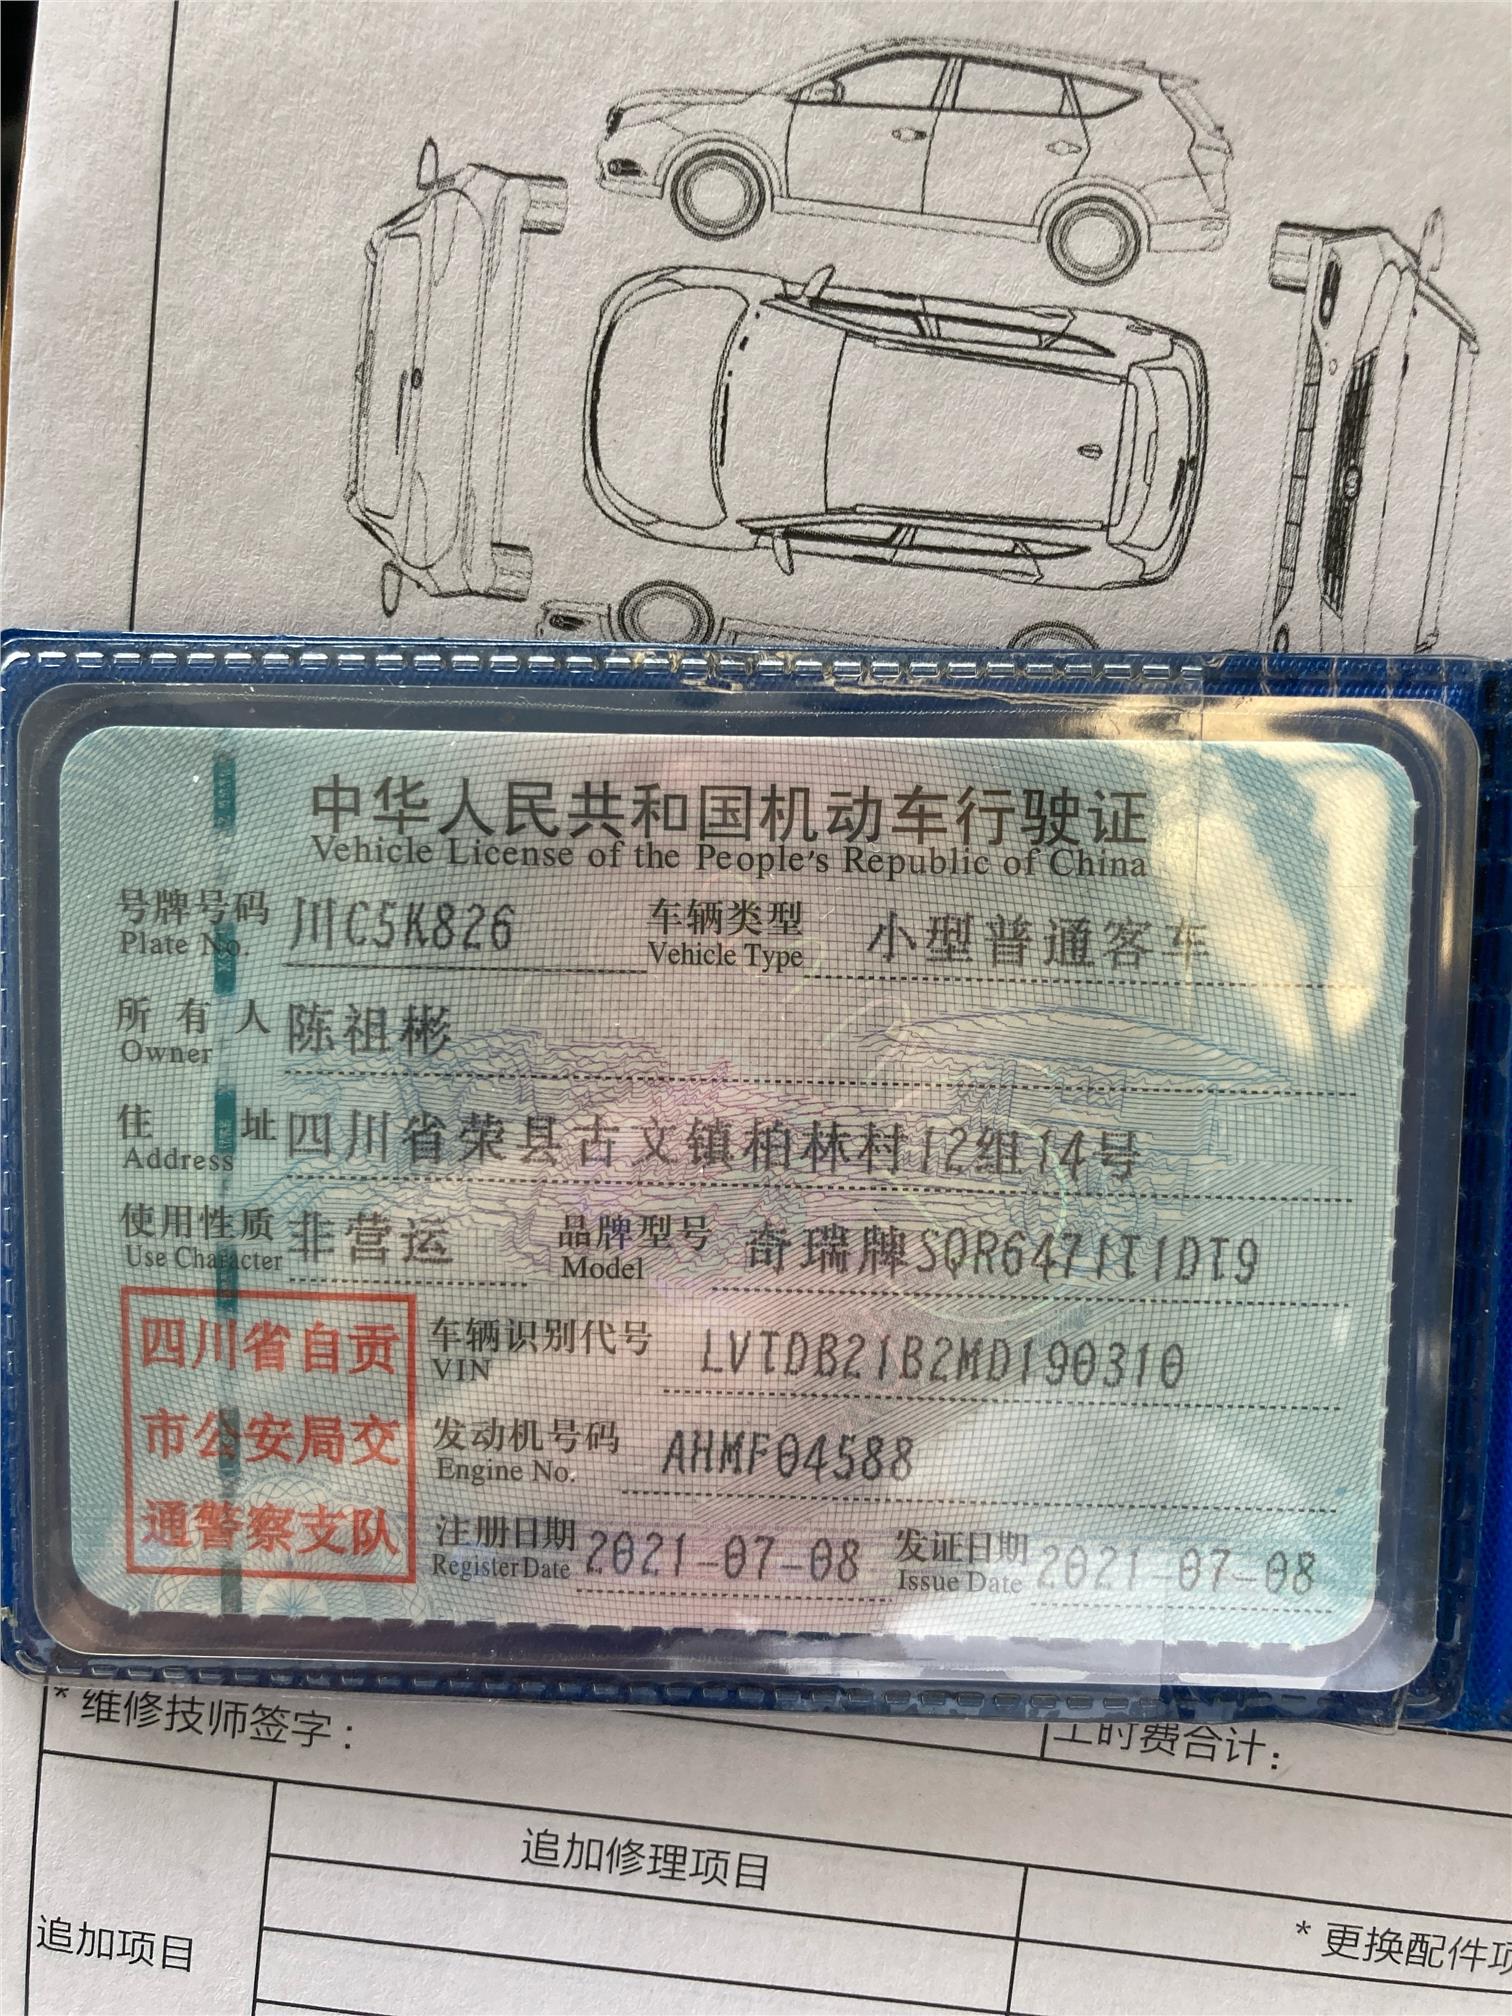 中华人民共和国机动车行驶证
Vehicle License of the People's Republic of China
号牌号码 川C5K826 车辆类型 小型普通客车
Plate No. Vehicle Type
所有人 陈祖彬
Owner
住址 四川省荣县古文镇柏林村12组14号
Address
使用性质 非营运 品牌型号 奇瑞牌SQR6471T1DT9
Use Character Model
四川省自贡
市公安局交
通警察支队
车辆识别代号 LVTDB21B2MD190310
VIN
发动机号码 AHMF04588
Engine No.
注册日期 2021-07-08 发证日期 2021-07-08
Register Date Issue Date
*维修技师签字: 工时费合计:
追加修理项目
追加项目
*更换配件项